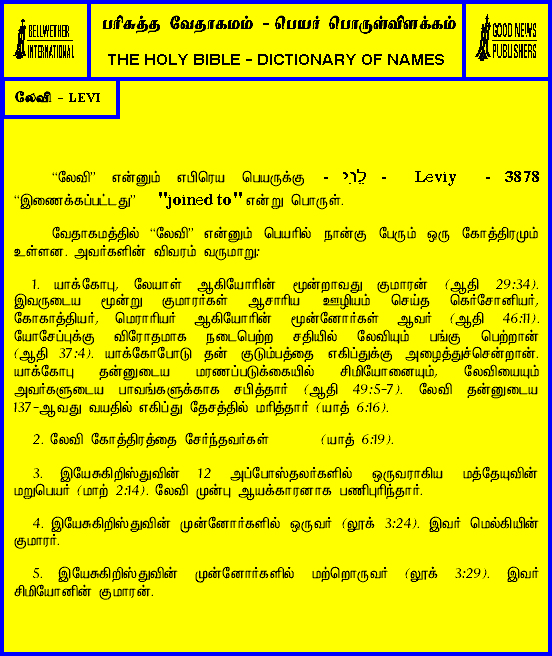 BELLWETHER
INTERNATIONAL
பரிசுத்த வேதாகமம் - பெயர் பொருள்விளக்கம்
THE HOLY BIBLE - DICTIONARY OF NAMES
GOOD NEWS
PUBLISHERS
லேவி - LEVI
“லேவி” என்னும் எபிரெய பெயருக்கு - לֵוִי - Leviy - 3878
“இணைக்கப்பட்டது” "joined to" என்று பொருள்.
வேதாகமத்தில் “லேவி” என்னும் பெயரில் நான்கு பேரும் ஒரு கோத்திரமும்
உள்ளன. அவர்களின் விவரம் வருமாறு:
1. யாக்கோபு, லேயாள் ஆகியோரின் மூன்றாவது குமாரன் (ஆதி 29:34).
இவருடைய மூன்று குமாரர்கள் ஆசாரிய ஊழியம் செய்த கெர்சோனியர்,
கோகாத்தியர், மெராரியர் ஆகியோரின் மூன்னோர்கள் ஆவர் (ஆதி 46:11).
யோசேப்புக்கு விரோதமாக நடைபெற்ற சதியில் லேவியும் பங்கு பெற்றான்
(ஆதி 37:4). யாக்கோபோடு தன் குடும்பத்தை எகிப்துக்கு அழைத்துச்சென்றான்.
யாக்கோபு தன்னுடைய மரணப்படுக்கையில் சிமியோனையும், லேவியையும்
அவர்களுடைய பாவங்களுக்காக சபித்தார் (ஆதி 49:5-7). லேவி தன்னுடைய
137-ஆவது வயதில் எகிப்து தேசத்தில் மரித்தார் (யாத் 6:16).
2. லேவி கோத்திரத்தை சேர்ந்தவர்கள் (யாத் 6:19).
3. இயேசுகிறிஸ்துவின் 12 அப்போஸ்தலர்களில் ஒருவராகிய மத்தேயுவின்
மறுபெயர் (மாற் 2:14). லேவி முன்பு ஆயக்காரனாக பணிபுரிந்தார்.
4. இயேசுகிறிஸ்துவின் முன்னோர்களில் ஒருவர் (லூக் 3:24). இவர் மெல்கியின்
குமாரர்.
5. இயேசுகிறிஸ்துவின் முன்னோர்களில் மற்றொருவர் (லூக் 3:29). இவர்
சிமியோனின் குமாரன்.